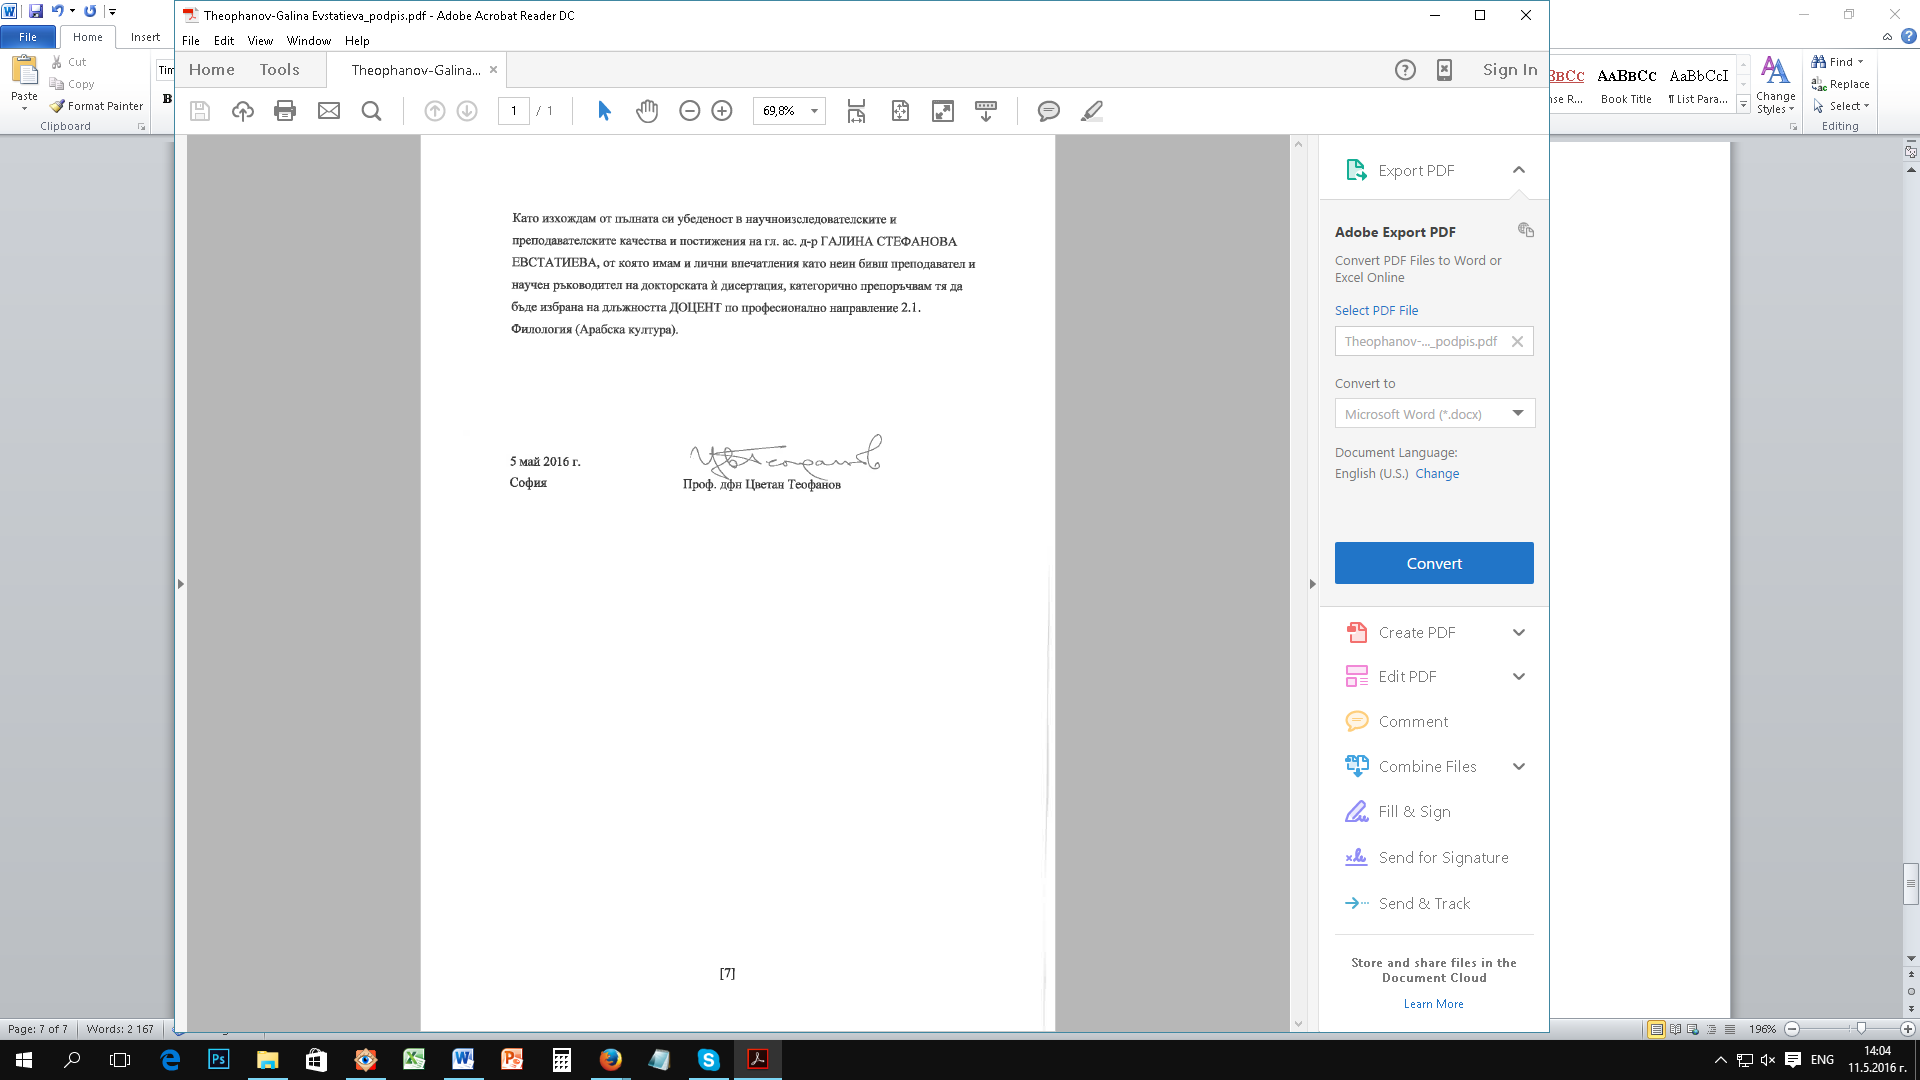 Theophanov-Galina Evstatieva_podpis.pdf - Adobe Acrobat Reader DC
File Edit View Window Help
Home Tools Theophanov-Galina... Sign In
1 / 1 69,8%
File Home Insert
Paste
Cut
Copy
Format Painter
Clipboard
B
Book Title
¶ List Para...
AaBbCcI
Change Styles
Find
Replace
Select
Editing
Като изхождам от пълната си убеденост в научноизследователските и
преподавателските качества и постижения на гл. ас. д-р ГАЛИНА СТЕФАНОВА
ЕВСТАТИЕВА, от която имам и лични впечатления като неин бивш преподавател и
научен ръководител на докторската ѝ дисертация, категорично препоръчвам тя да
бъде избрана на длъжността ДОЦЕНТ по професионално направление 2.1.
Филология (Арабска култура).
5 май 2016 г.
София
Проф. дфн Цветан Теофанов
[7]
Export PDF
Adobe Export PDF
Convert PDF Files to Word or
Excel Online
Select PDF File
Theophanov-..._podpis.pdf
Convert to
Microsoft Word (*.docx)
Document Language:
English (U.S.) Change
Convert
Create PDF
Edit PDF
Comment
Combine Files
Fill & Sign
Send for Signature
Send & Track
Store and share files in the
Document Cloud
Learn More
Page: 7 of 7 Words: 2 167
196%
ENG
14:04
11.5.2016 г.